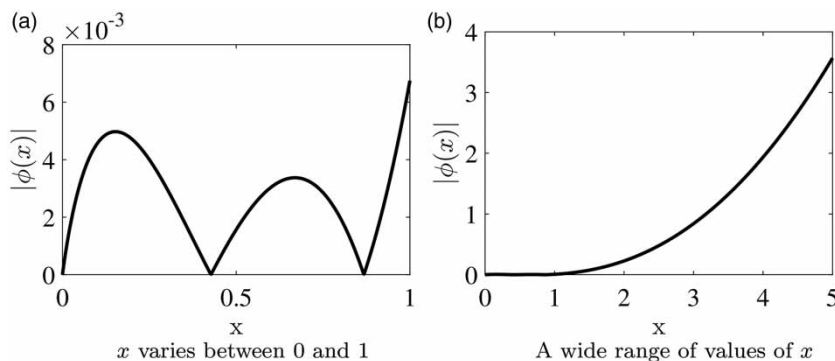 (a)
×10⁻³
8
6
4
2
0
|ϕ(x)|
0 0.5 1
x
x varies between 0 and 1
(b)
4
3
2
1
0
|ϕ(x)|
0 1 2 3 4 5
x
A wide range of values of x